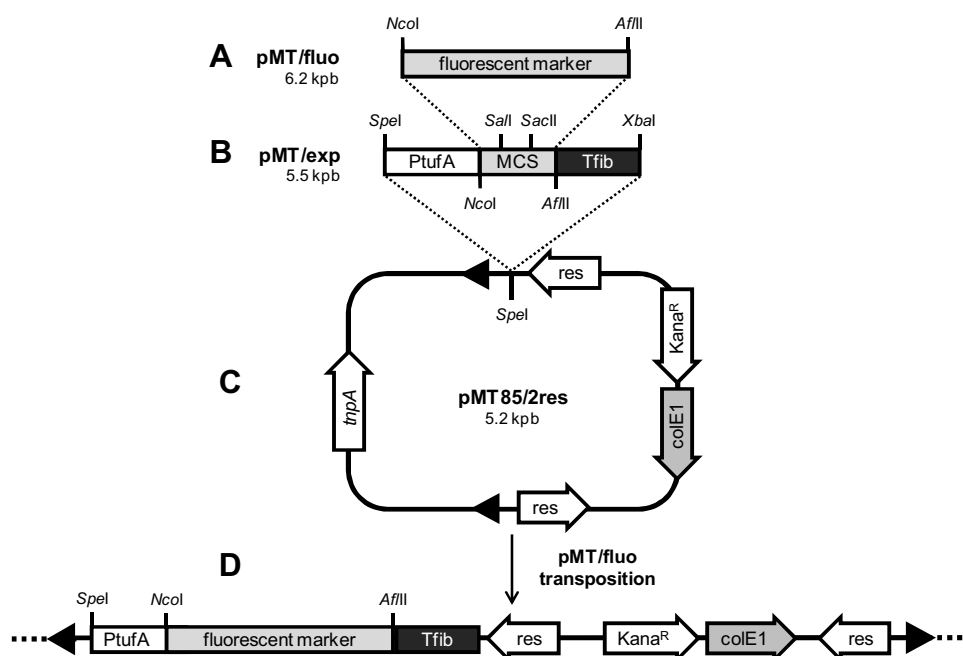 NcoI AflII
A pMT/fluo fluorescent marker
6.2 kpb
SpeI SalI SacII XbaI
B pMT/exp PtufA MCS Tfib
5.5 kpb
NcoI AflII
res
SpeI
KanaR
C tnpA pMT85/2res
5.2 kpb
colE1
res
D pMT/fluo
transposition
SpeI NcoI AflII
PtufA fluorescent marker Tfib res KanaR colE1 res